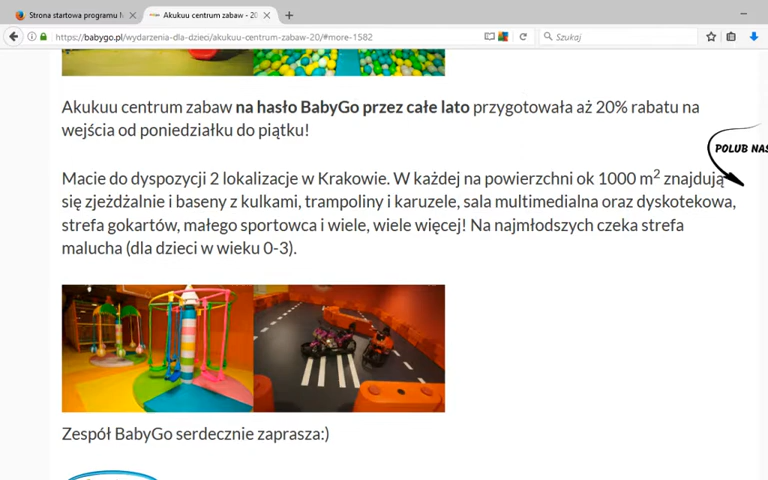 Strona startowa programu
Akukuu centrum zabaw - 20
https://babygo.pl/wydarzenia-dla-dzieci/akukuu-centrum-zabaw-20/#more-1582
Szukaj
Akukuu centrum zabaw na hasło BabyGo przez całe lato przygotowała aż 20% rabatu na
wejścia od poniedziałku do piątku!
POLUB NAS
Macie do dyspozycji 2 lokalizacje w Krakowie. W każdej na powierzchni ok 1000 m² znajdują
się zjeżdżalnie i baseny z kulkami, trampoliny i karuzele, sala multimedialna oraz dyskotekowa,
strefa gokartów, małego sportowca i wiele, wiele więcej! Na najmłodszych czeka strefa
malucha (dla dzieci w wieku 0-3).
Zespół BabyGo serdecznie zaprasza:)